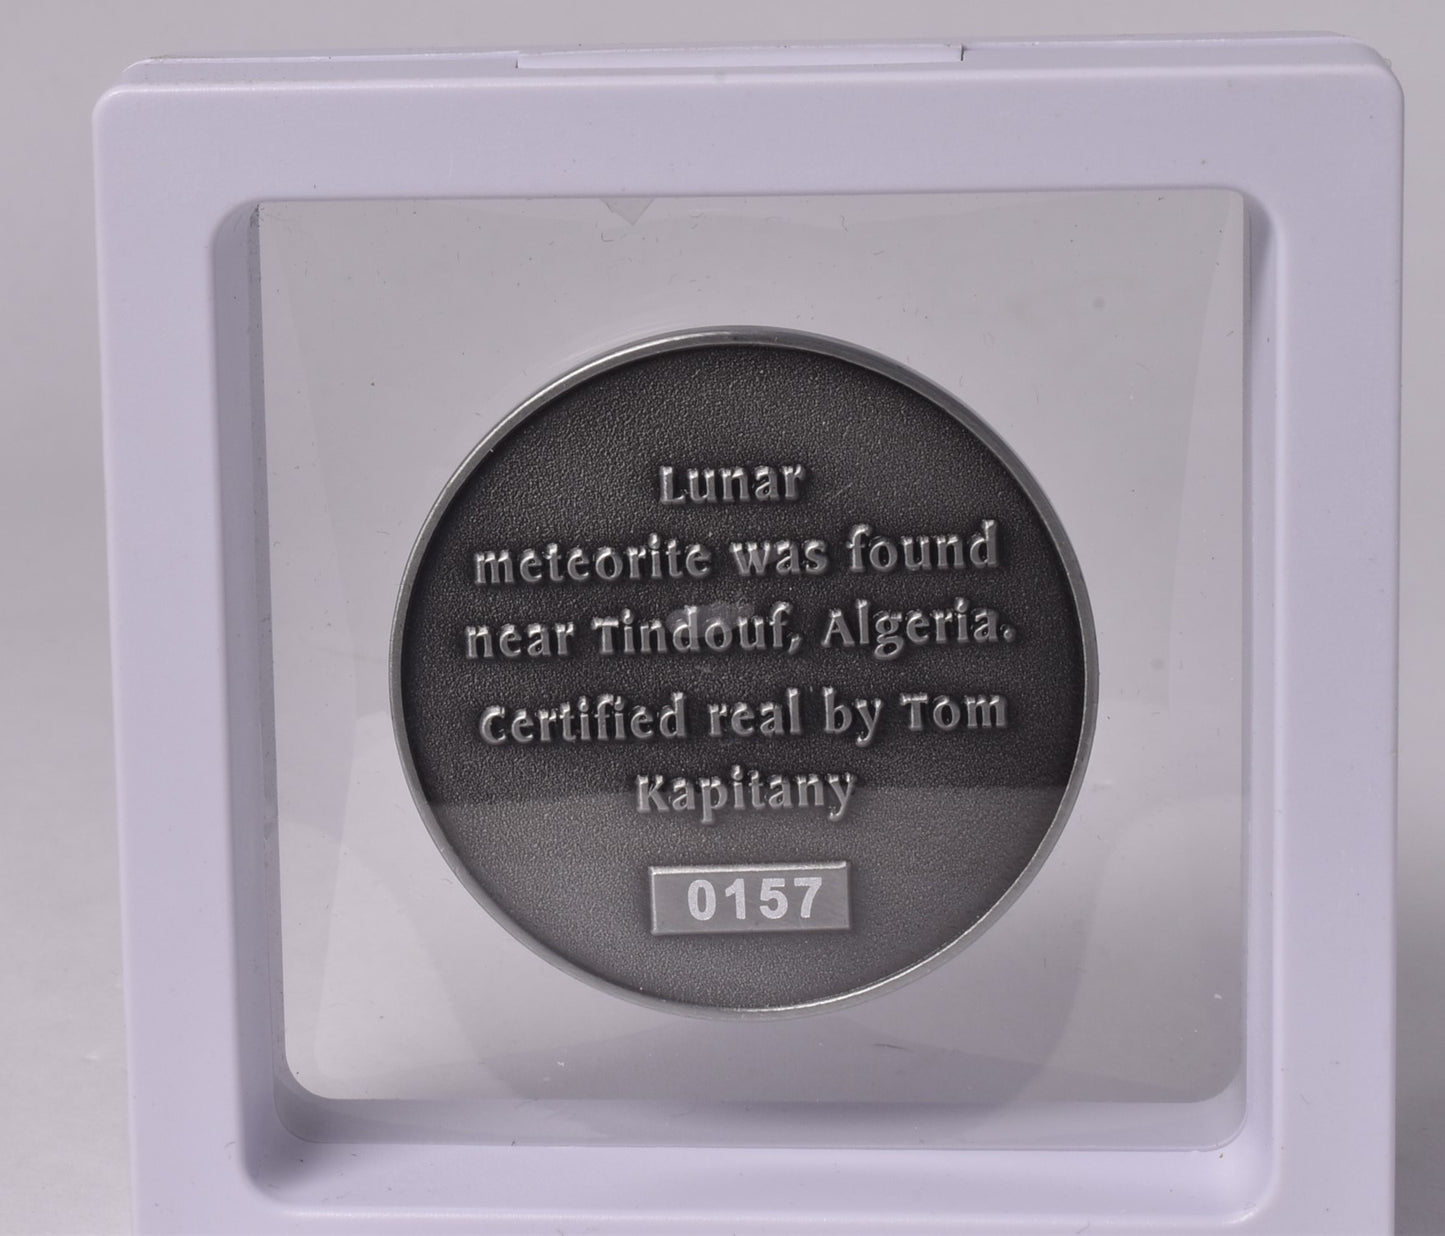 Lunar
meteorite was found
near Tindouf, Algeria.
Certified real by Tom
Kapitany
0157